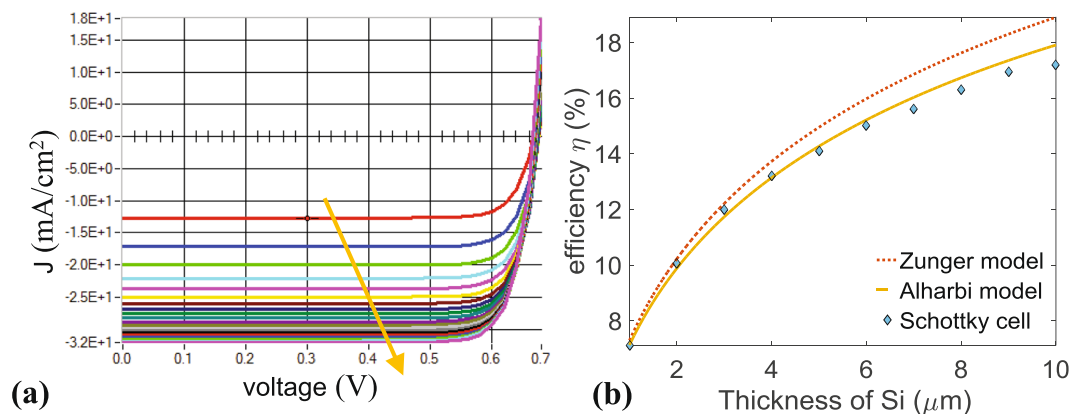 1.8E+1
1.5E+1
1.0E+1
5.0E+0
0.0E+0
-5.0E+0
-1.0E+1
-1.5E+1
-2.0E+1
-2.5E+1
-3.2E+1
J (mA/cm²)
0.0 0.1 0.2 0.3 0.4 0.5 0.6 0.7
voltage (V)
(a)
18
16
14
12
10
8
efficiency η (%)
Zunger model
Alharbi model
Schottky cell
2 4 6 8 10
Thickness of Si (μm)
(b)